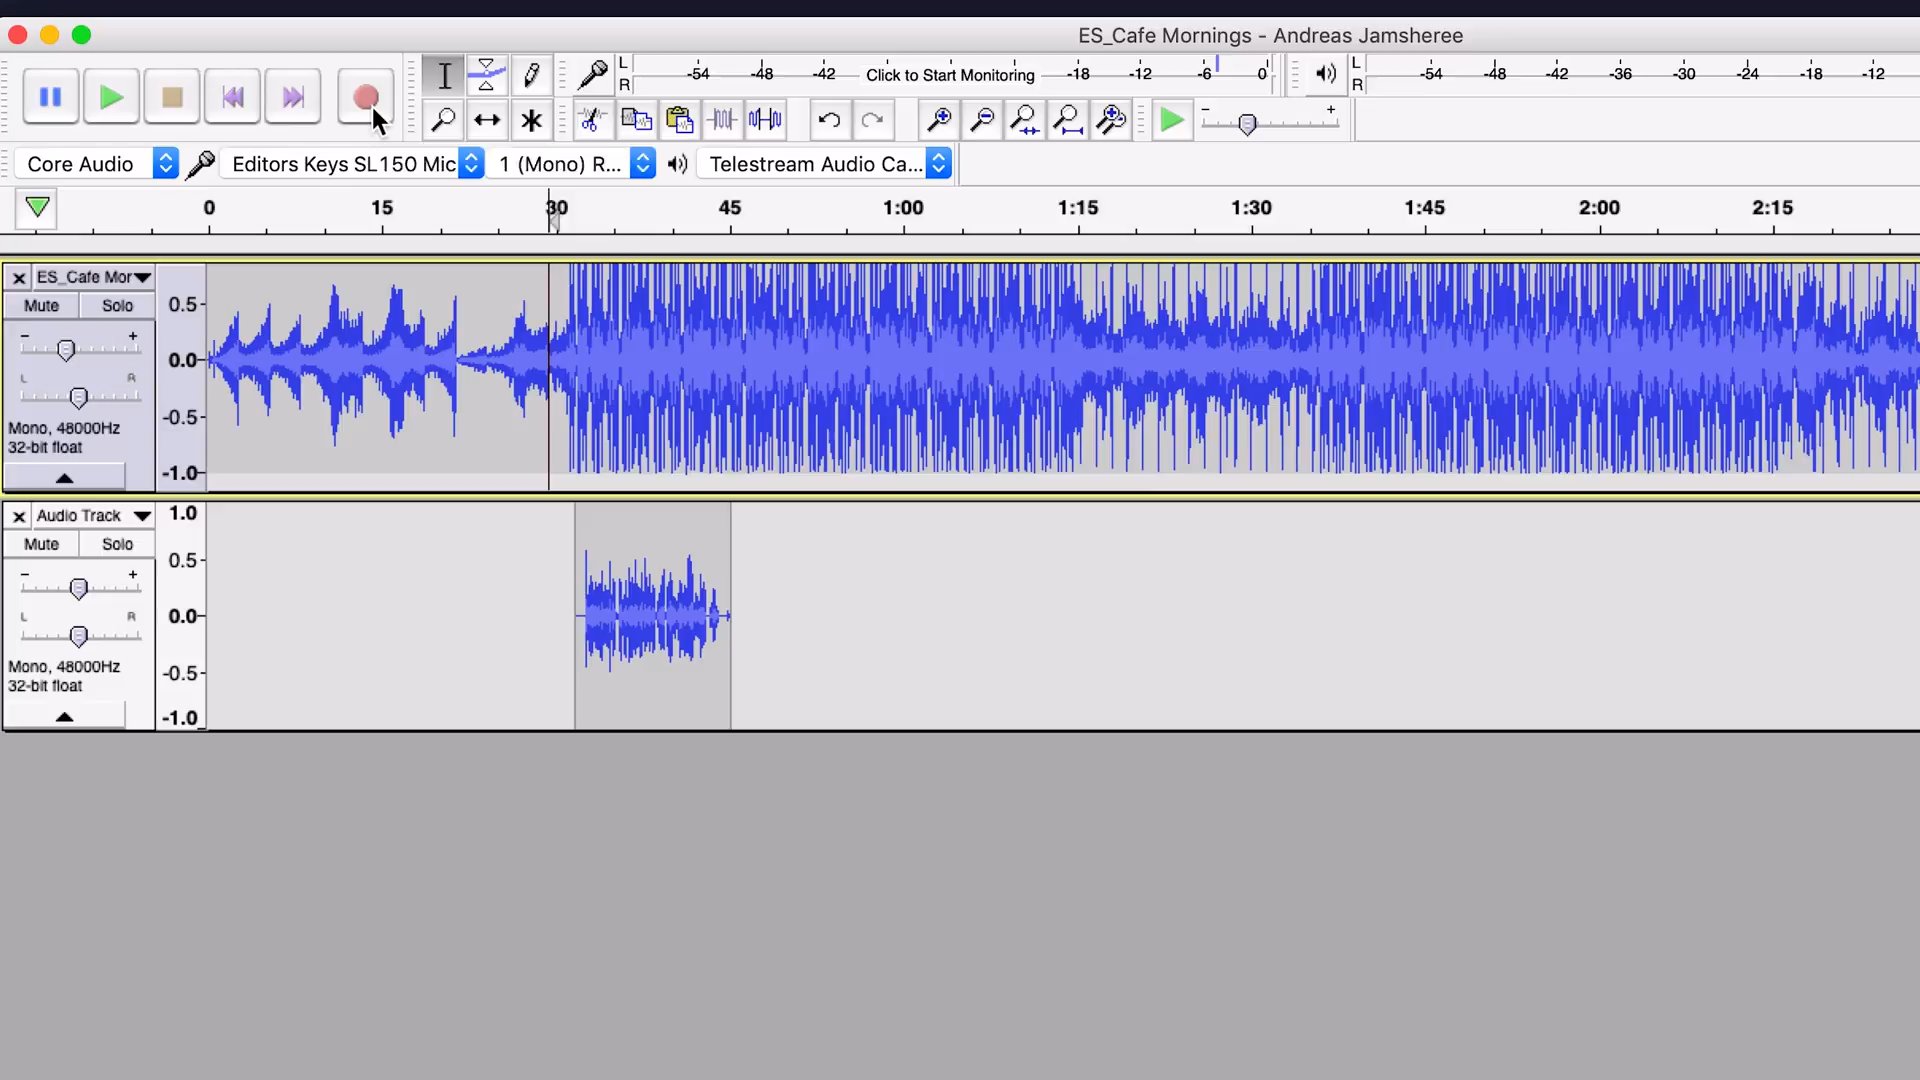 ES_Cafe Mornings - Andreas Jamsheree
L
R
-54 -48 -42 Click to Start Monitoring -18 -12 -6 0
L
R
-54 -48 -42 -36 -30 -24 -18 -12
- +
Core Audio Editors Keys SL150 Mic 1 (Mono) R... Telestream Audio Ca...
0 15 30 45 1:00 1:15 1:30 1:45 2:00 2:15
ES_Cafe Mor
Mute Solo
- +
L R
Mono, 48000Hz
32-bit float
0.5
0.0
-0.5
-1.0
Audio Track
Mute Solo
- +
L R
Mono, 48000Hz
32-bit float
1.0
0.5
0.0
-0.5
-1.0